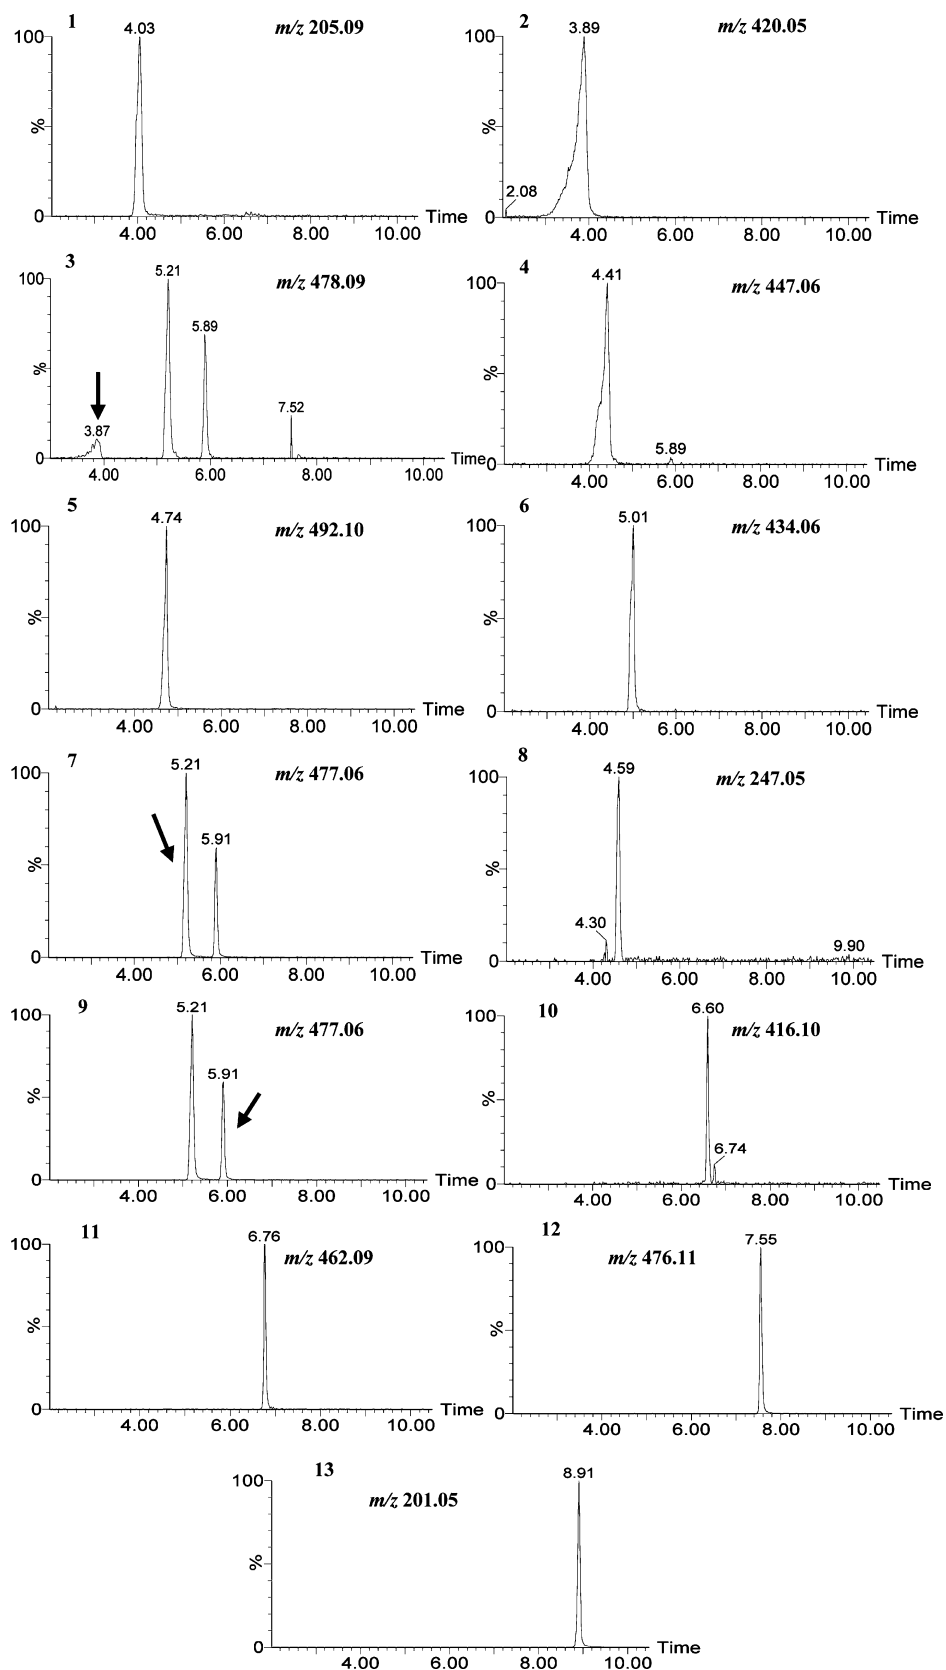 1
m/z 205.09
4.03
100
%
0
4.00 6.00 8.00 10.00
Time
2
m/z 420.05
3.89
100
%
2.08
0
4.00 6.00 8.00 10.00
Time
3
m/z 478.09
5.21
100
5.89
%
7.52
3.87
0
4.00 6.00 8.00 10.00
Time
4
m/z 447.06
4.41
100
%
5.89
0
4.00 6.00 8.00 10.00
Time
5
m/z 492.10
4.74
100
%
0
4.00 6.00 8.00 10.00
Time
6
m/z 434.06
5.01
100
%
0
4.00 6.00 8.00 10.00
Time
7
m/z 477.06
5.21
100
5.91
%
0
4.00 6.00 8.00 10.00
Time
8
m/z 247.05
4.59
100
%
4.30
9.90
0
4.00 6.00 8.00 10.00
Time
9
m/z 477.06
5.21
100
5.91
%
0
4.00 6.00 8.00 10.00
Time
10
m/z 416.10
6.60
100
%
6.74
0
4.00 6.00 8.00 10.00
Time
11
m/z 462.09
6.76
100
%
0
4.00 6.00 8.00 10.00
Time
12
m/z 476.11
7.55
100
%
0
4.00 6.00 8.00 10.00
Time
13
m/z 201.05
8.91
100
%
0
4.00 6.00 8.00 10.00
Time